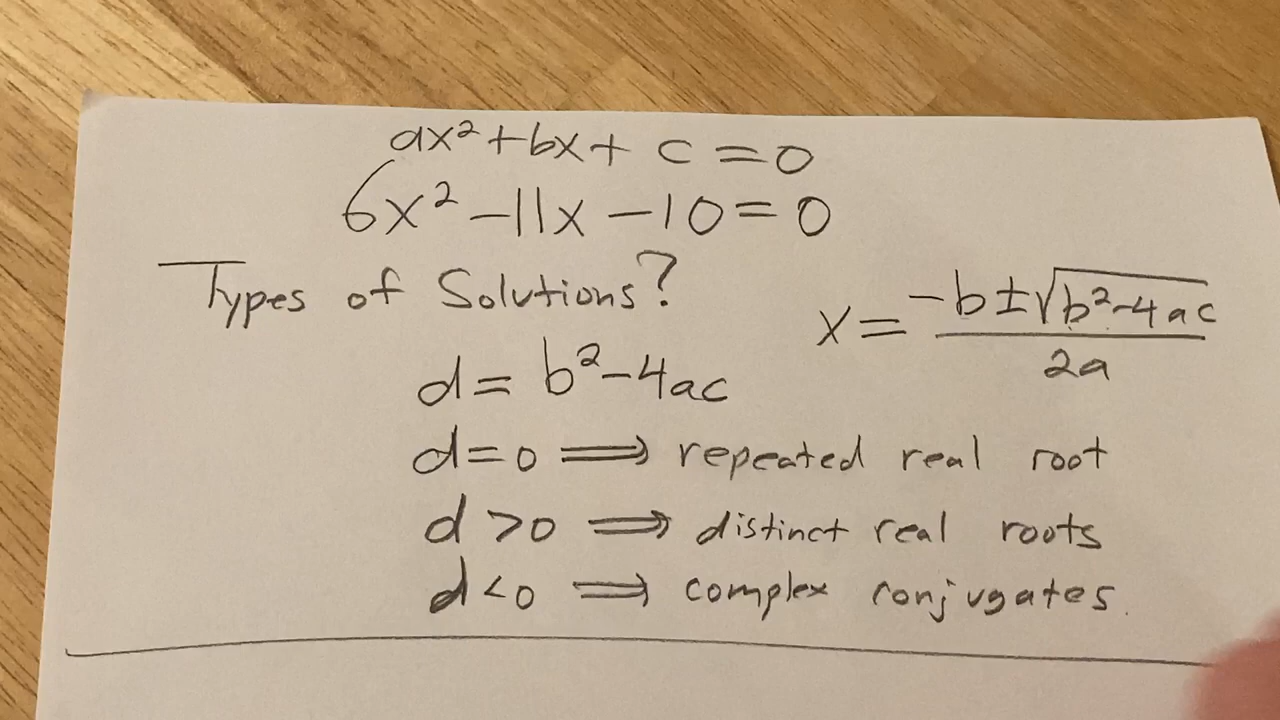 ax² + bx + c = 0
6x² - 11x - 10 = 0
Types of Solutions?
x = -b ± √b² - 4ac / 2a
d = b² - 4ac
d = 0 ⟹ repeated real root
d > 0 ⟹ distinct real roots
d < 0 ⟹ complex conjugates.